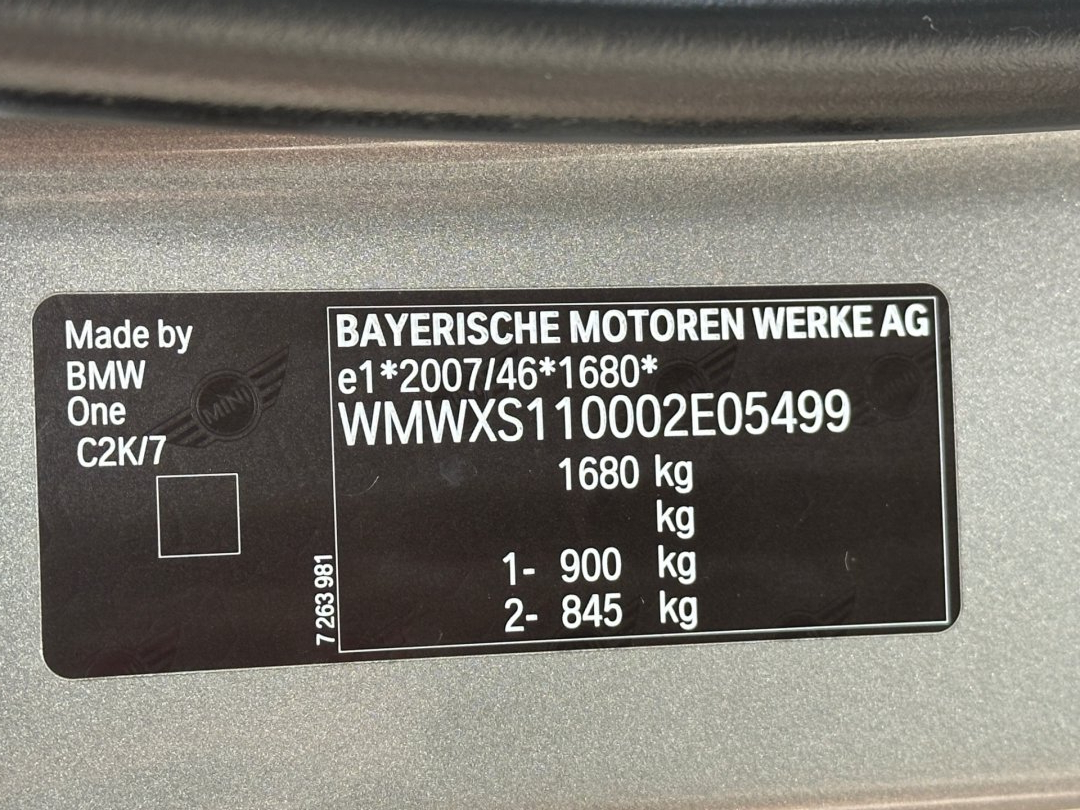 Made by
BMW
One
C2K/7
MINI
7 263 981
BAYERISCHE MOTOREN WERKE AG
e1*2007/46*1680*
WMWXS110002E05499
1680 kg
kg
1- 900 kg
2- 845 kg